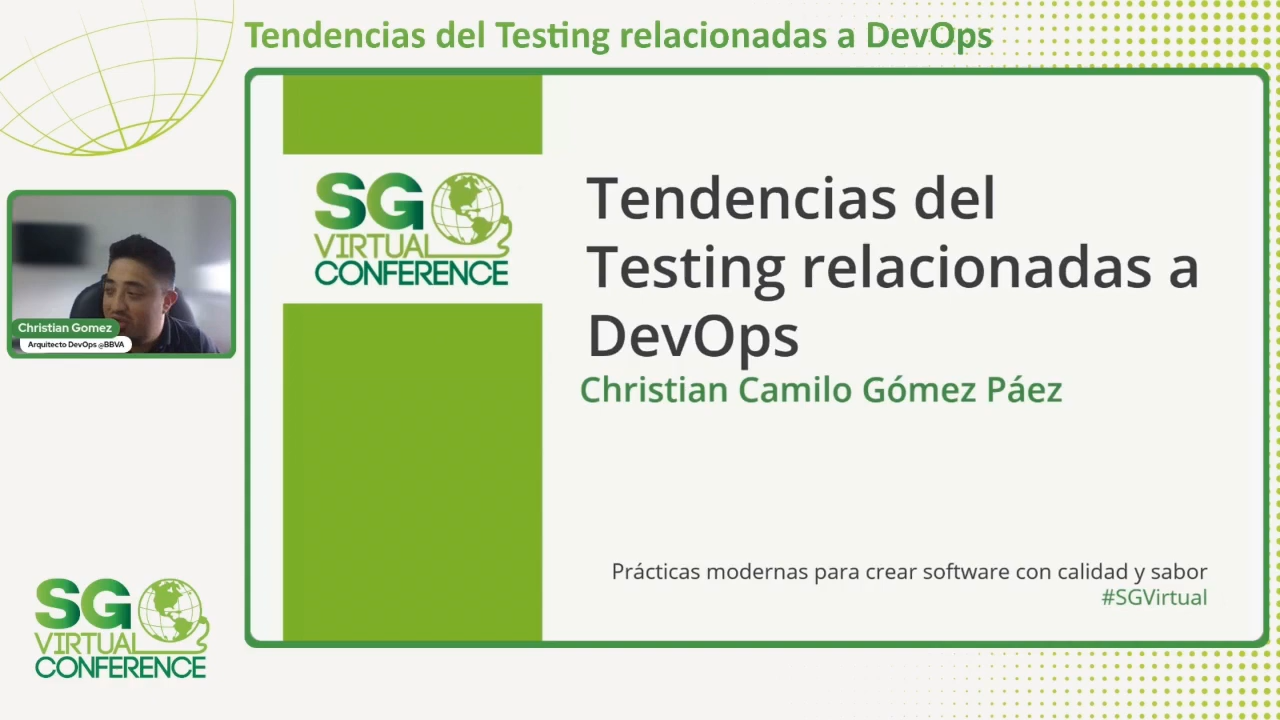 Tendencias del Testing relacionadas a DevOps
SG
VIRTUAL
CONFERENCE
Tendencias del
Testing relacionadas a
DevOps
Christian Camilo Gómez Páez
Christian Gomez
Arquitecto DevOps @BBVA
Prácticas modernas para crear software con calidad y sabor
#SGVirtual
SG
VIRTUAL
CONFERENCE